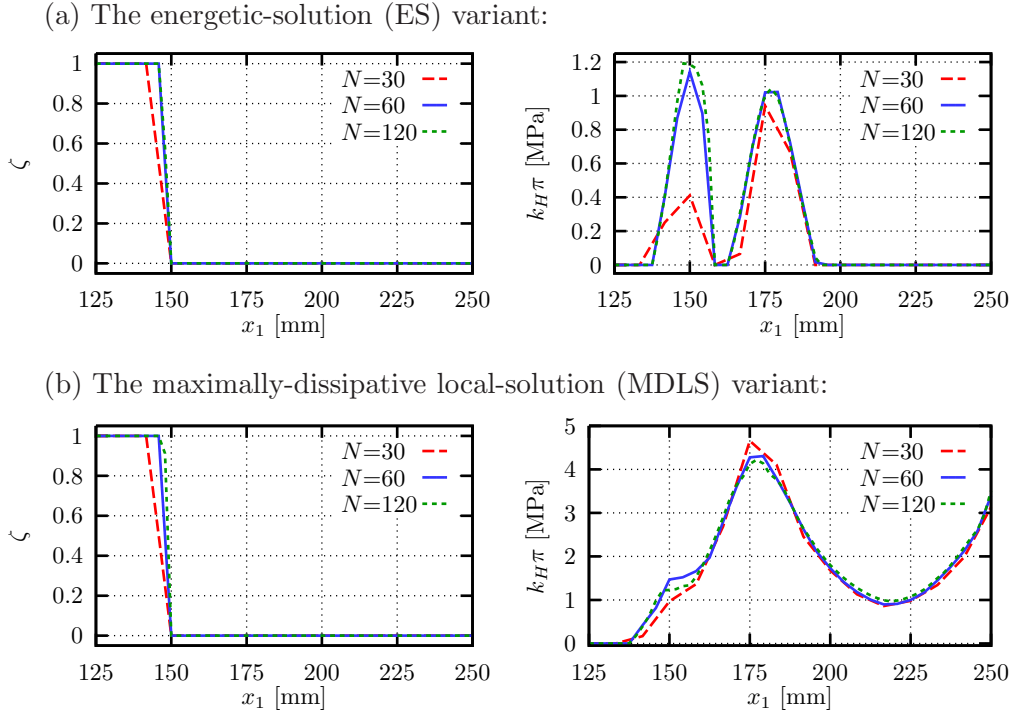 (a) The energetic-solution (ES) variant:
1
0.8
0.6
0.4
0.2
0
ζ
N=30
N=60
N=120
125 150 175 200 225 250
x₁ [mm]
1.2
1
0.8
0.6
0.4
0.2
0
k_H π [MPa]
N=30
N=60
N=120
125 150 175 200 225 250
x₁ [mm]
(b) The maximally-dissipative local-solution (MDLS) variant:
1
0.8
0.6
0.4
0.2
0
ζ
N=30
N=60
N=120
125 150 175 200 225 250
x₁ [mm]
5
4
3
2
1
0
k_H π [MPa]
N=30
N=60
N=120
125 150 175 200 225 250
x₁ [mm]